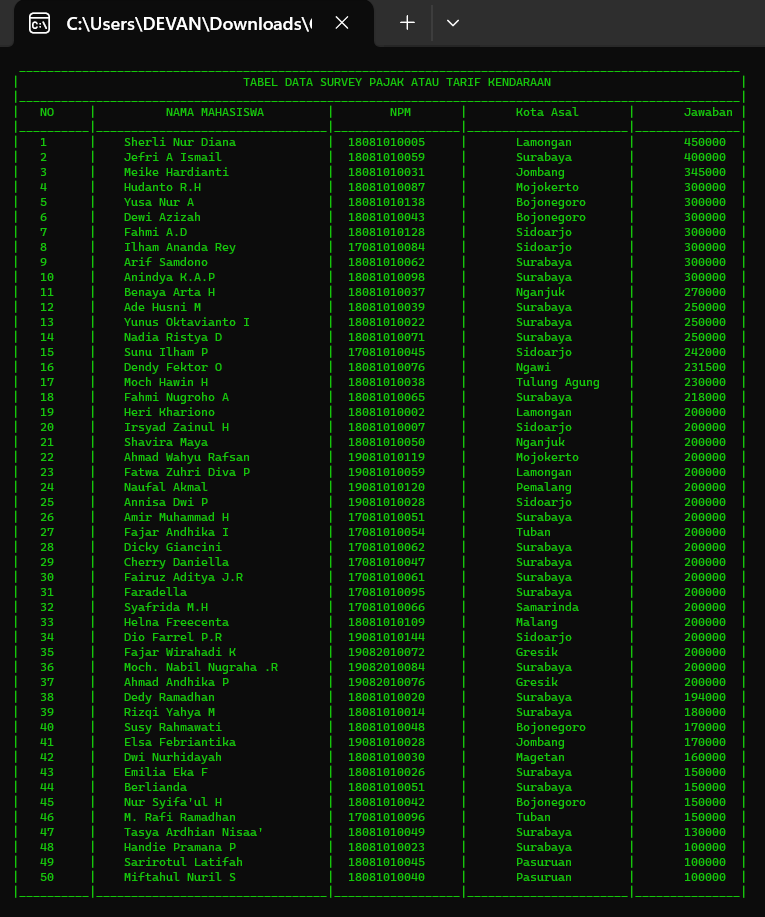 C:\Users\DEVAN\Downloads\
TABEL DATA SURVEY PAJAK ATAU TARIF KENDARAAN
NO | NAMA MAHASISWA | NPM | Kota Asal | Jawaban
1 | Sherli Nur Diana | 18081010005 | Lamongan | 450000
2 | Jefri A Ismail | 18081010059 | Surabaya | 400000
3 | Meike Hardianti | 18081010031 | Jombang | 345000
4 | Hudanto R.H | 18081010087 | Mojokerto | 300000
5 | Yusa Nur A | 18081010138 | Bojonegoro | 300000
6 | Dewi Azizah | 18081010043 | Bojonegoro | 300000
7 | Fahmi A.D | 18081010128 | Sidoarjo | 300000
8 | Ilham Ananda Rey | 17081010084 | Sidoarjo | 300000
9 | Arif Samdono | 18081010062 | Surabaya | 300000
10 | Anindya K.A.P | 18081010098 | Surabaya | 300000
11 | Benaya Arta H | 18081010037 | Nganjuk | 270000
12 | Ade Husni M | 18081010039 | Surabaya | 250000
13 | Yunus Oktavianto I | 18081010022 | Surabaya | 250000
14 | Nadia Ristya D | 18081010071 | Surabaya | 250000
15 | Sunu Ilham P | 17081010045 | Sidoarjo | 242000
16 | Dendy Fektor O | 18081010076 | Ngawi | 231500
17 | Moch Hawin H | 18081010038 | Tulung Agung | 230000
18 | Fahmi Nugroho A | 18081010065 | Surabaya | 218000
19 | Heri Khariono | 18081010002 | Lamongan | 200000
20 | Irsyad Zainul H | 18081010007 | Sidoarjo | 200000
21 | Shavira Maya | 18081010050 | Nganjuk | 200000
22 | Ahmad Wahyu Rafsan | 19081010119 | Mojokerto | 200000
23 | Fatwa Zuhri Diva P | 19081010059 | Lamongan | 200000
24 | Naufal Akmal | 19081010120 | Pemalang | 200000
25 | Annisa Dwi P | 19081010028 | Sidoarjo | 200000
26 | Amir Muhammad H | 17081010051 | Surabaya | 200000
27 | Fajar Andhika I | 17081010054 | Tuban | 200000
28 | Dicky Giancini | 17081010062 | Surabaya | 200000
29 | Cherry Daniella | 17081010047 | Surabaya | 200000
30 | Fairuz Aditya J.R | 17081010061 | Surabaya | 200000
31 | Faradella | 17081010095 | Surabaya | 200000
32 | Syafrida M.H | 17081010066 | Samarinda | 200000
33 | Helna Freecenta | 18081010109 | Malang | 200000
34 | Dio Farrel P.R | 19081010144 | Sidoarjo | 200000
35 | Fajar Wirahadi K | 19082010072 | Gresik | 200000
36 | Moch. Nabil Nugraha .R | 19082010084 | Surabaya | 200000
37 | Ahmad Andhika P | 19082010076 | Gresik | 200000
38 | Dedy Ramadhan | 18081010020 | Surabaya | 194000
39 | Rizqi Yahya M | 18081010014 | Surabaya | 180000
40 | Susy Rahmawati | 18081010048 | Bojonegoro | 170000
41 | Elsa Febriantika | 19081010028 | Jombang | 170000
42 | Dwi Nurhidayah | 18081010030 | Magetan | 160000
43 | Emilia Eka F | 18081010026 | Surabaya | 150000
44 | Berlianda | 18081010051 | Surabaya | 150000
45 | Nur Syifa'ul H | 18081010042 | Bojonegoro | 150000
46 | M. Rafi Ramadhan | 17081010096 | Tuban | 150000
47 | Tasya Ardhian Nisaa' | 18081010049 | Surabaya | 130000
48 | Handie Pramana P | 18081010023 | Surabaya | 100000
49 | Sarirotul Latifah | 18081010045 | Pasuruan | 100000
50 | Miftahul Nuril S | 18081010040 | Pasuruan | 100000